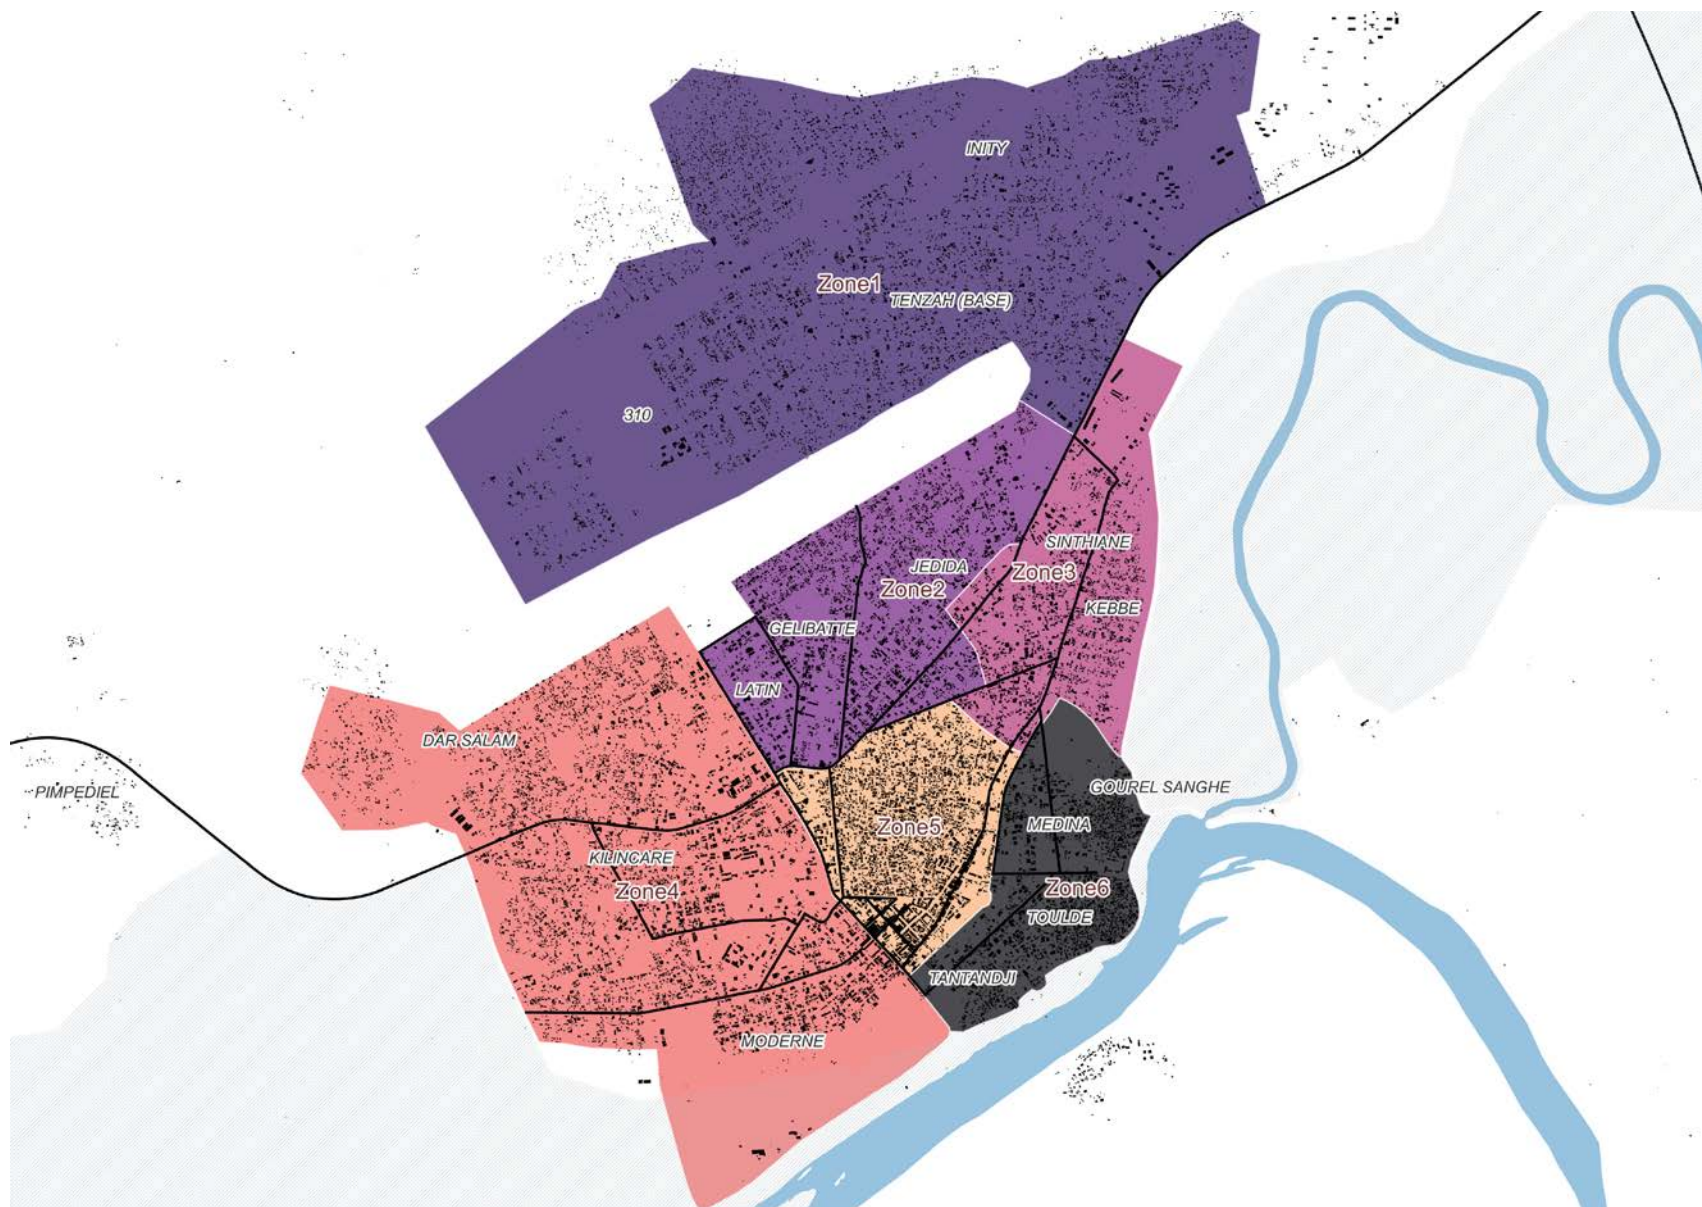 INITY
Zone1
TENZAH (BASE)
310
SINTHIANE
JEDIDA
Zone3
Zone2
KEBBE
GELIBATTE
LATIN
DAR SALAM
PIMPEDIEL
GOUREL SANGHE
Zone5
MEDINA
KILINCARE
Zone4
Zone6
TOULDE
TANTANDJI
MODERNE